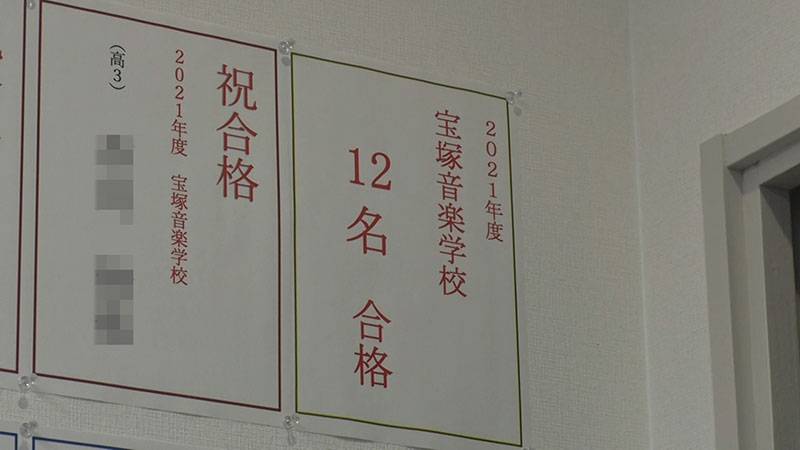 2021年度
宝塚音楽学校
12名 合格
祝合格
2021年度 宝塚音楽学校
(高3)